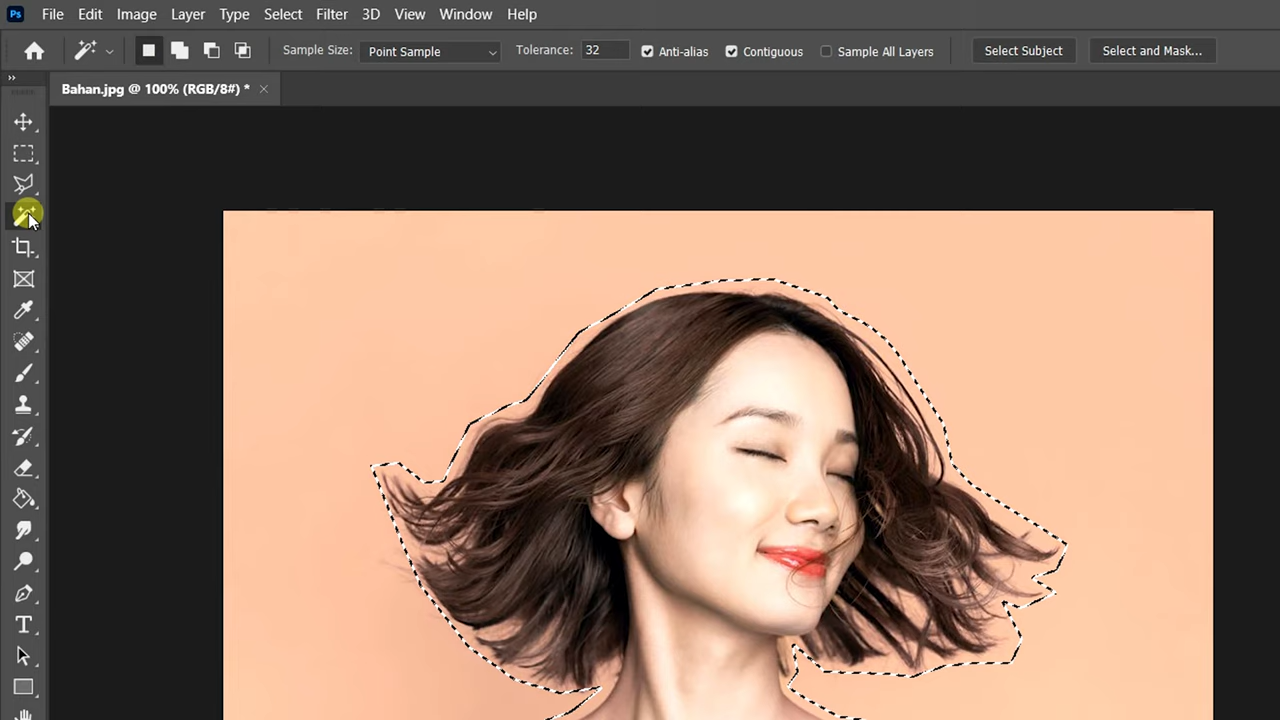 Ps File Edit Image Layer Type Select Filter 3D View Window Help
Sample Size: Point Sample Tolerance: 32 Anti-alias Contiguous Sample All Layers Select Subject Select and Mask...
Bahan.jpg @ 100% (RGB/8#) * ×
T